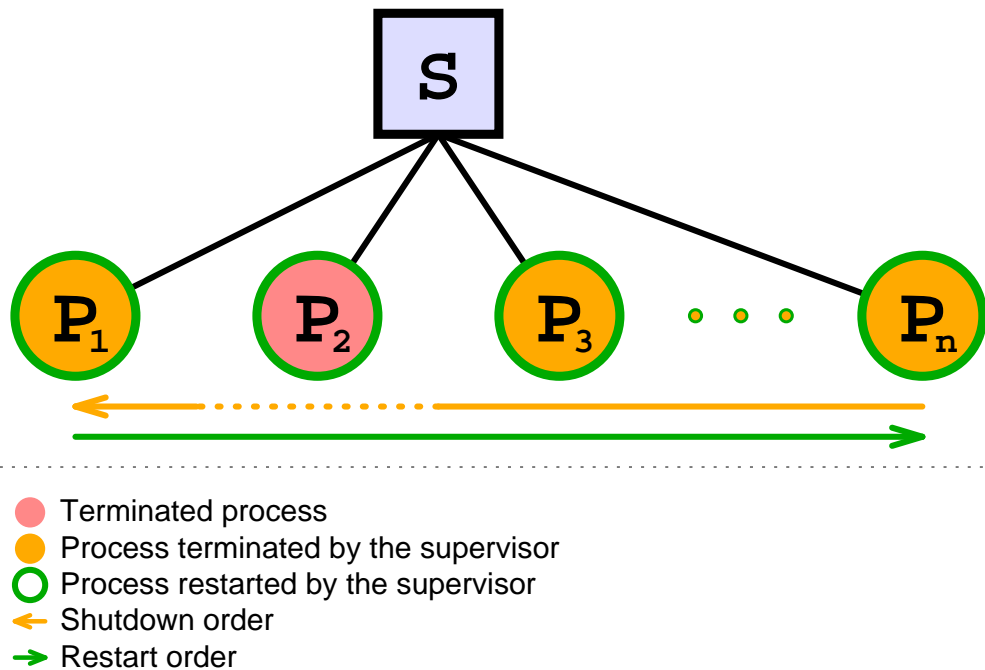 S
P1 P2 P3 Pn
Terminated process
Process terminated by the supervisor
Process restarted by the supervisor
Shutdown order
Restart order